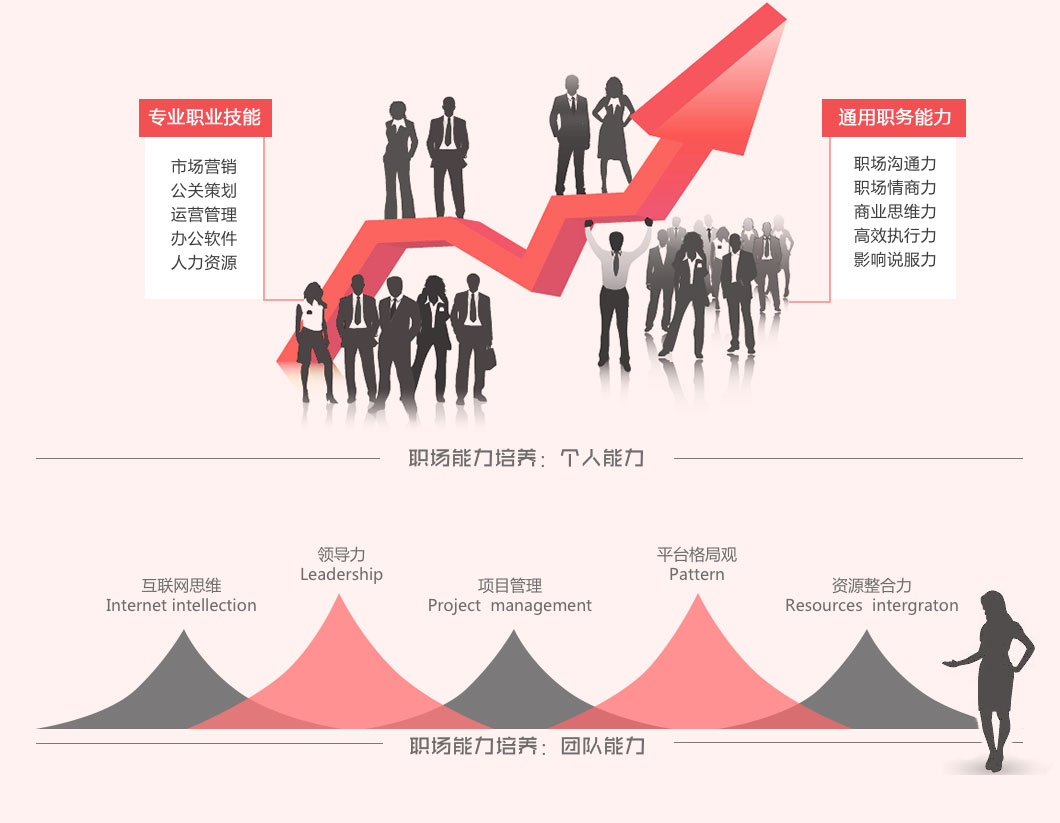 专业职业技能
市场营销
公关策划
运营管理
办公软件
人力资源
通用职务能力
职场沟通力
职场情商力
商业思维力
高效执行力
影响说服力
职场能力培养：个人能力
互联网思维
Internet intellection
领导力
Leadership
项目管理
Project management
平台格局观
Pattern
资源整合力
Resources intergraton
职场能力培养：团队能力